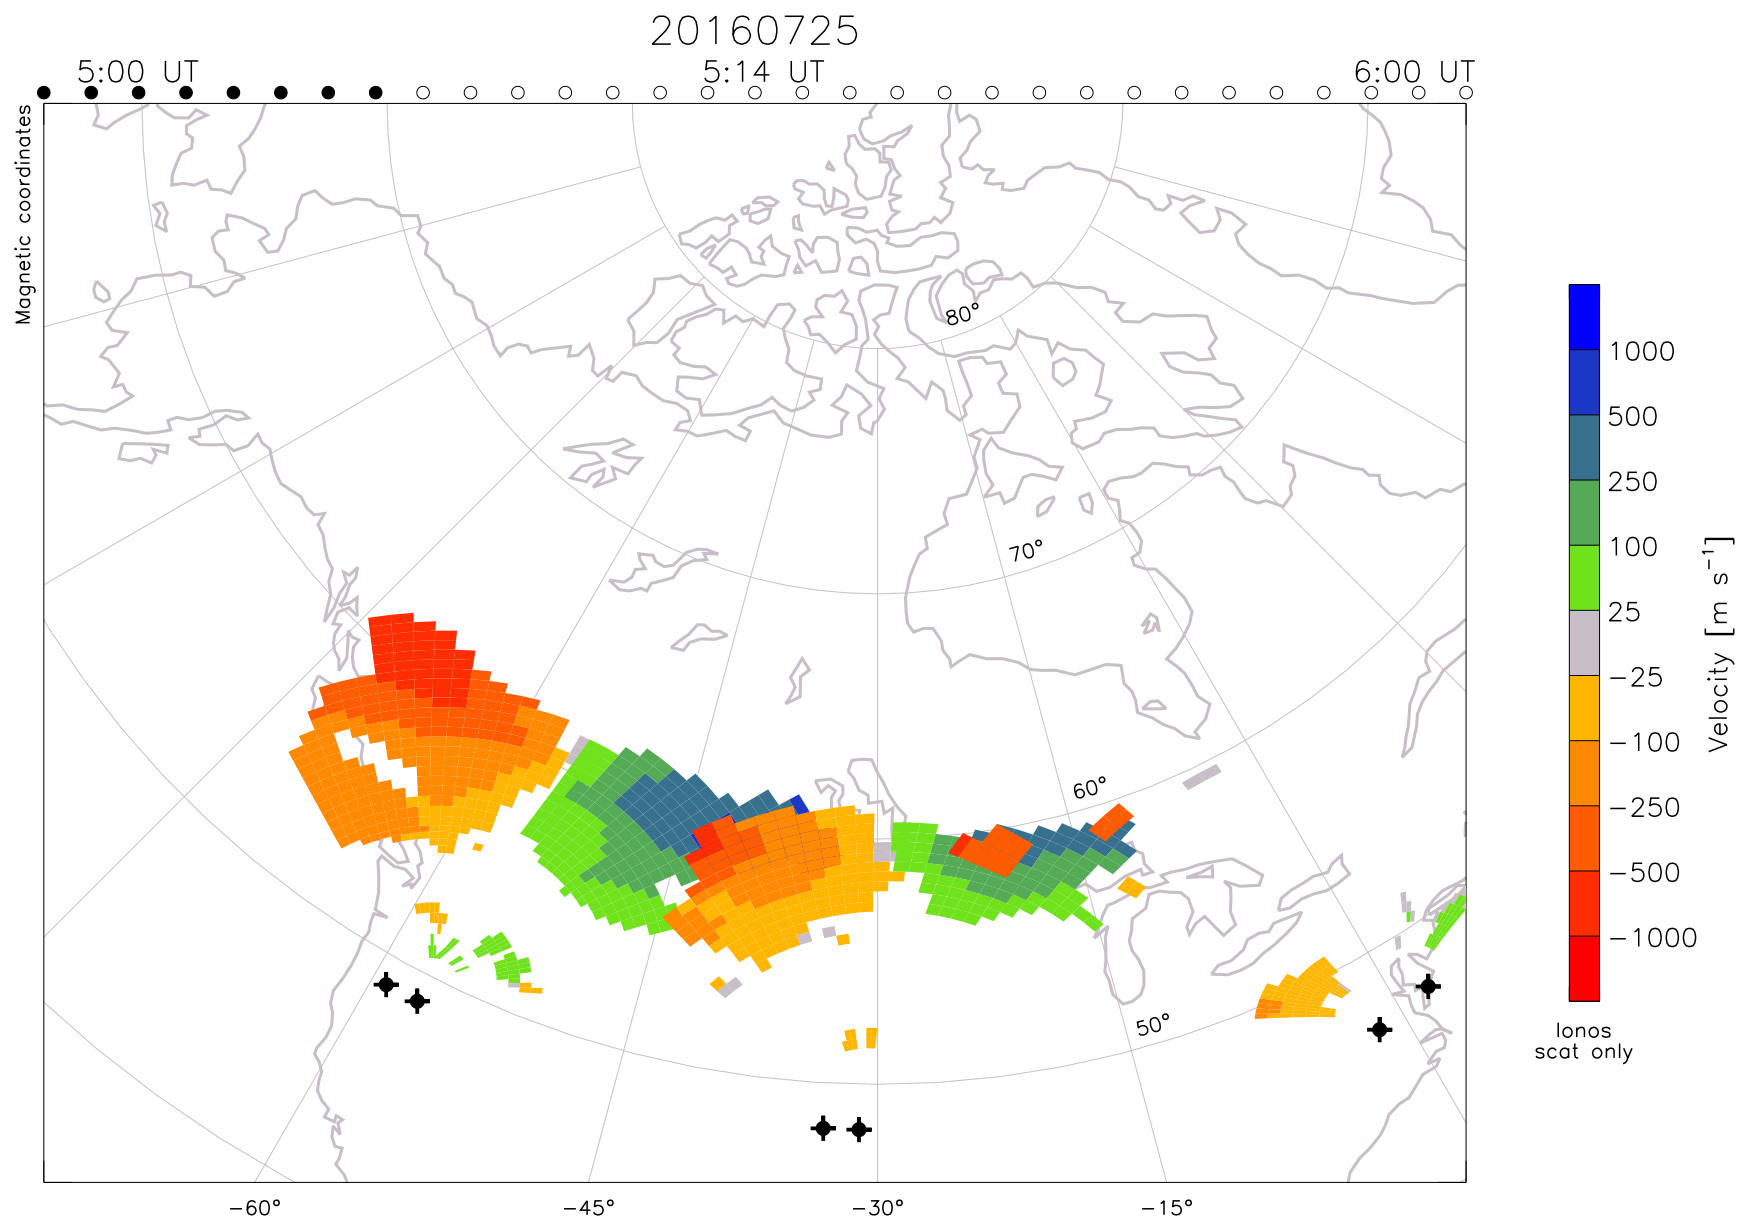 20160725
5:00 UT
5:14 UT
6:00 UT
Magnetic coordinates
80°
70°
60°
50°
1000
500
250
100
25
−25
−100
−250
−500
−1000
Velocity [m s⁻¹]
Ionos
scat only
−60°
−45°
−30°
−15°